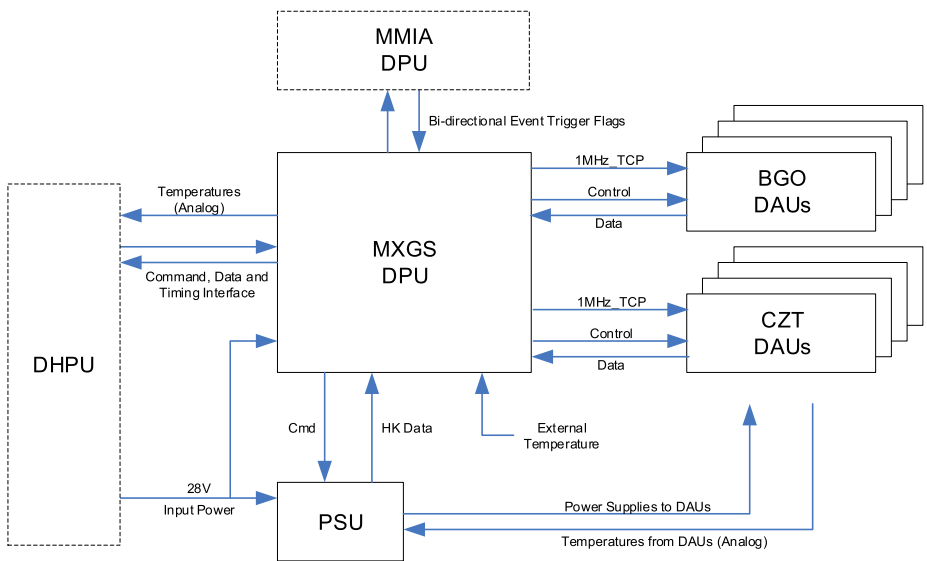 MMIA
DPU
Bi-directional Event Trigger Flags
1MHz_TCP
Control
Data
BGO
DAUs
Temperatures
(Analog)
MXGS
DPU
Command, Data and
Timing Interface
1MHz_TCP
Control
Data
CZT
DAUs
DHPU
Cmd
HK Data
External
Temperature
28V
Input Power
PSU
Power Supplies to DAUs
Temperatures from DAUs (Analog)